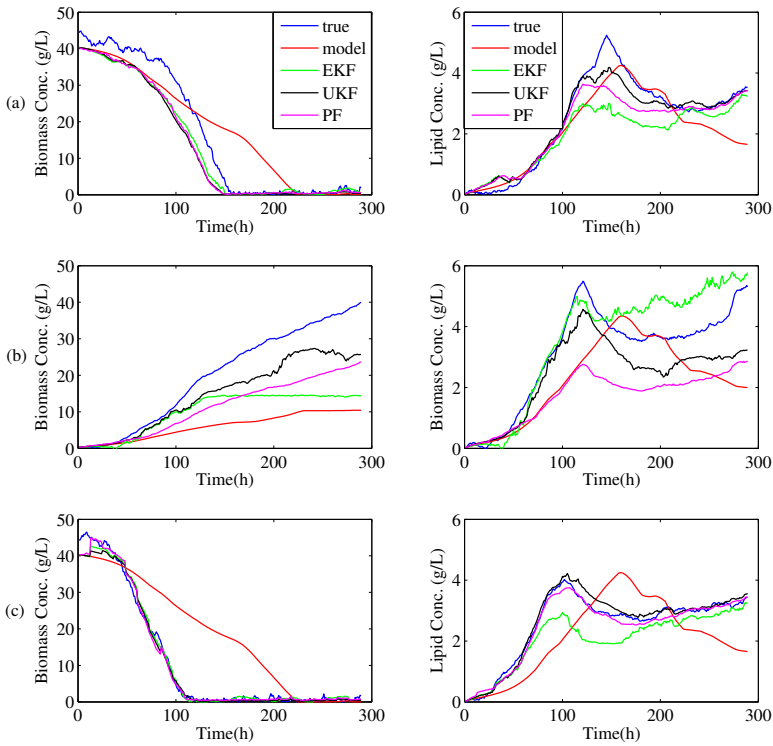 (a)
Biomass Conc. (g/L)
50
40
30
20
10
0
0
100
200
300
Time(h)
true
model
EKF
UKF
PF
Lipid Conc. (g/L)
6
4
2
0
0
100
200
300
Time(h)
true
model
EKF
UKF
PF
(b)
Biomass Conc. (g/L)
50
40
30
20
10
0
0
100
200
300
Time(h)
Biomass Conc. (g/L)
6
4
2
0
0
100
200
300
Time(h)
(c)
Biomass Conc. (g/L)
50
40
30
20
10
0
0
100
200
300
Time(h)
Lipid Conc. (g/L)
6
4
2
0
0
100
200
300
Time(h)